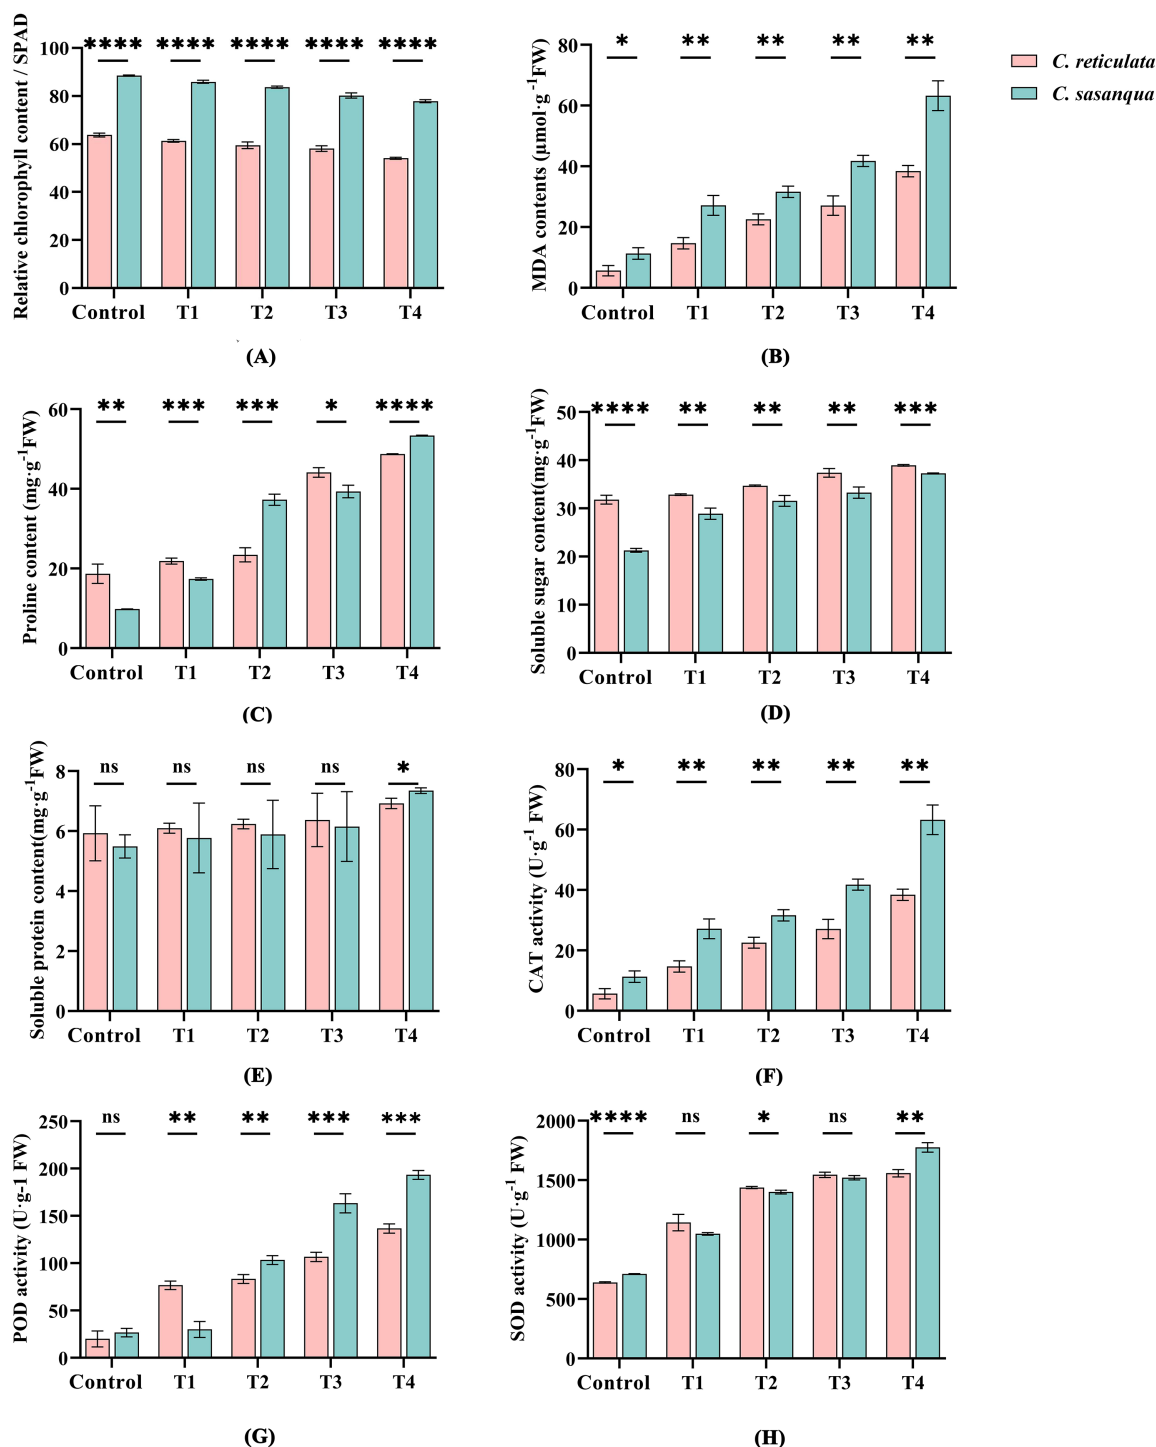 Relative chlorophyll content / SPAD
100
80
60
40
20
0
**** **** **** **** ****
Control T1 T2 T3 T4
(A)
MDA contents (μmol·g⁻¹FW)
80
60
40
20
0
* ** ** ** **
Control T1 T2 T3 T4
(B)
C. reticulata
C. sasanqua
Proline content (mg·g⁻¹FW)
60
40
20
0
** *** *** * ****
Control T1 T2 T3 T4
(C)
Soluble sugar content(mg·g⁻¹FW)
50
40
30
20
10
0
**** ** ** ** ***
Control T1 T2 T3 T4
(D)
Soluble protein content(mg·g⁻¹FW)
8
6
4
2
0
ns ns ns ns *
Control T1 T2 T3 T4
(E)
CAT activity (U·g⁻¹ FW)
80
60
40
20
0
* ** ** ** **
Control T1 T2 T3 T4
(F)
POD activity (U·g-1 FW)
250
200
150
100
50
0
ns ** ** *** ***
Control T1 T2 T3 T4
(G)
SOD activity (U·g⁻¹ FW)
2000
1500
1000
500
0
**** ns * ns **
Control T1 T2 T3 T4
(H)